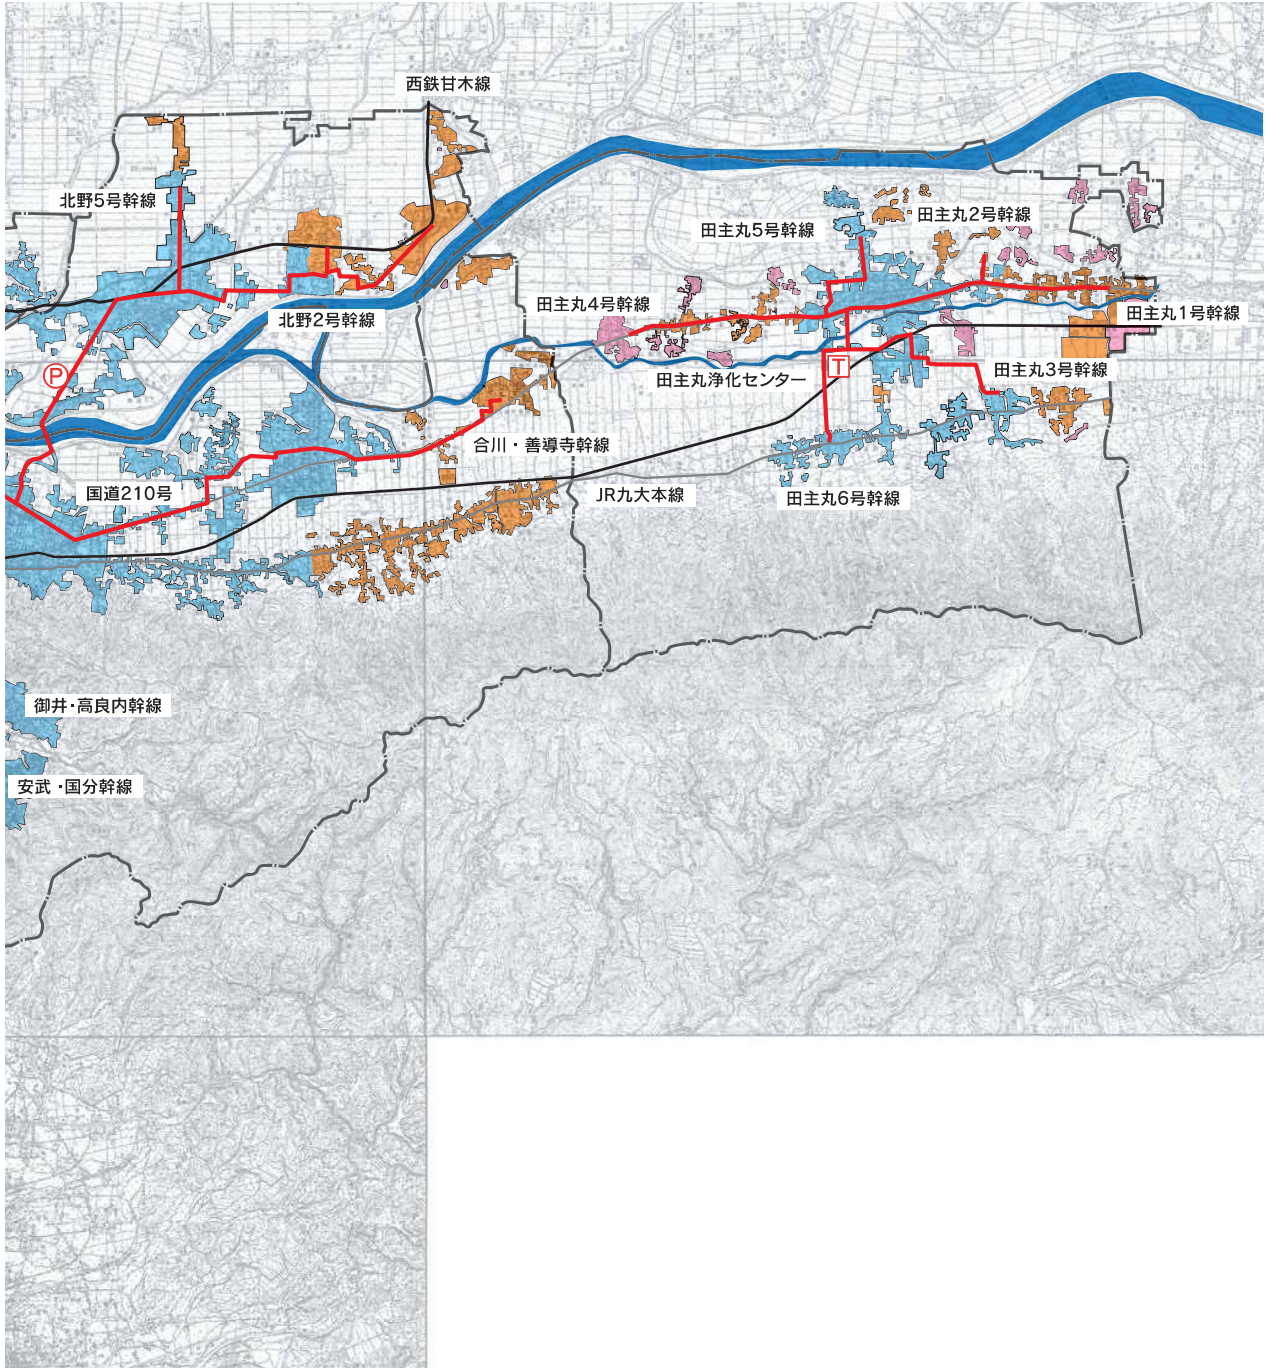 西鉄甘木線
北野5号幹線
田主丸2号幹線
田主丸5号幹線
田主丸4号幹線
田主丸1号幹線
北野2号幹線
田主丸3号幹線
田主丸浄化センター
T
P
合川・善導寺幹線
国道210号
JR九大本線
田主丸6号幹線
御井・高良内幹線
安武・国分幹線